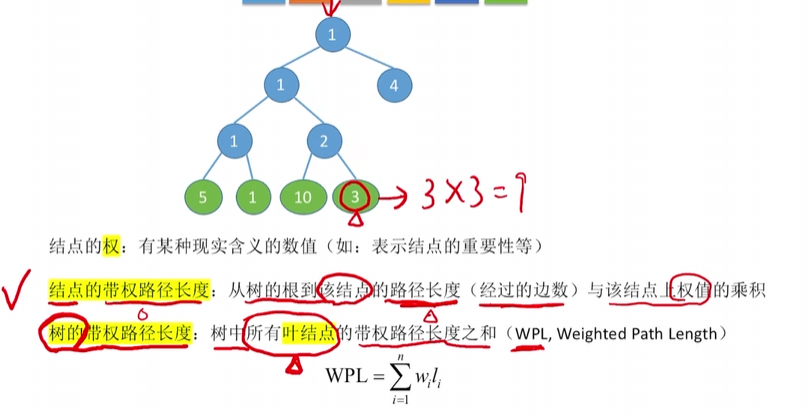 1
1
4
1
2
5
1
10
3
3×3=9
结点的权：有某种现实含义的数值（如：表示结点的重要性等）
结点的带权路径长度：从树的根到该结点的路径长度（经过的边数）与该结点上权值的乘积
树的带权路径长度：树中所有叶结点的带权路径长度之和（WPL, Weighted Path Length）
WPL = ∑ᵢ₌₁ⁿ wᵢlᵢ